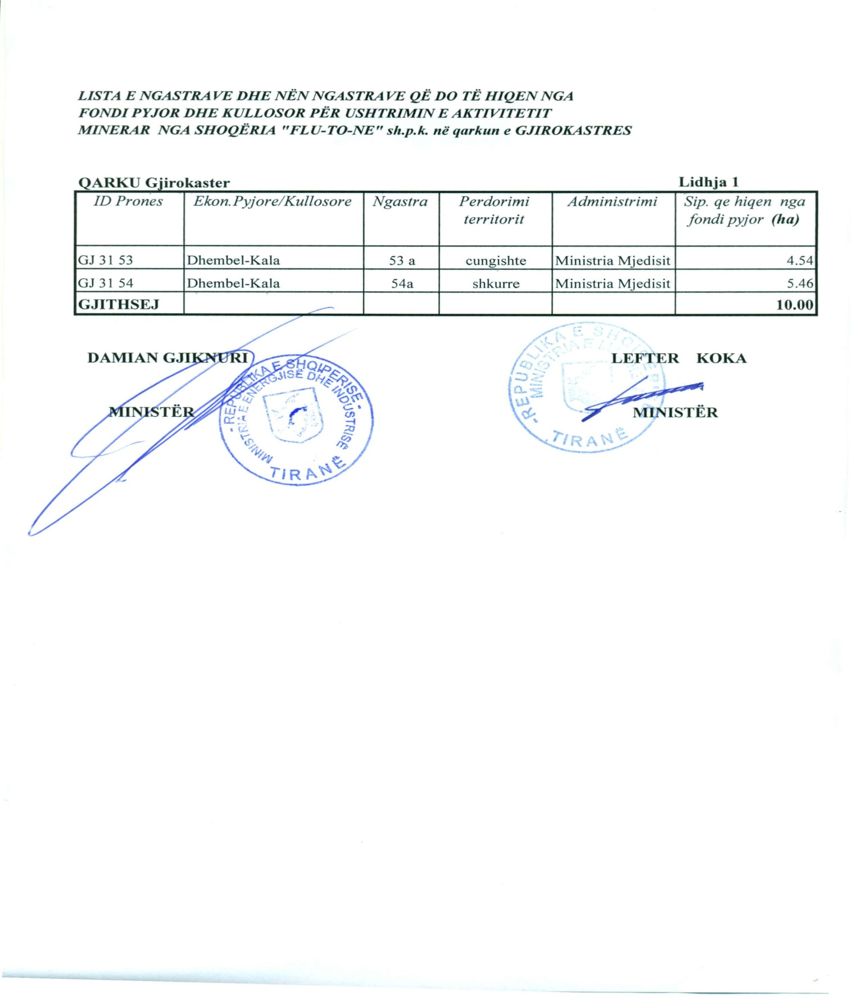 LISTA E NGASTRAVE DHE NËN NGASTRAVE QË DO TË HIQEN NGA
FONDI PYJOR DHE KULLOSOR PËR USHTRIMIN E AKTIVITETIT
MINERAR NGA SHOQËRIA "FLU-TO-NE" sh.p.k. në qarkun e GJIROKASTRES
QARKU Gjirokaster Lidhja 1
ID Prones Ekon.Pyjore/Kullosore Ngastra Perdorimi territorit Administrimi Sip. qe hiqen nga fondi pyjor (ha)
GJ 31 53 Dhembel-Kala 53 a cungishte Ministria Mjedisit 4.54
GJ 31 54 Dhembel-Kala 54a shkurre Ministria Mjedisit 5.46
GJITHSEJ 10.00
DAMIAN GJIKNURI LEFTER KOKA
MINISTËR MINISTËR
- REPUBLIKA E SHQIPERISE -
MINISTRIA E ENERGJISË DHE INDUSTRISË
TIRANË
-REPUBLIKA E SHQIPËRISË
MINISTRIA E
TIRANË